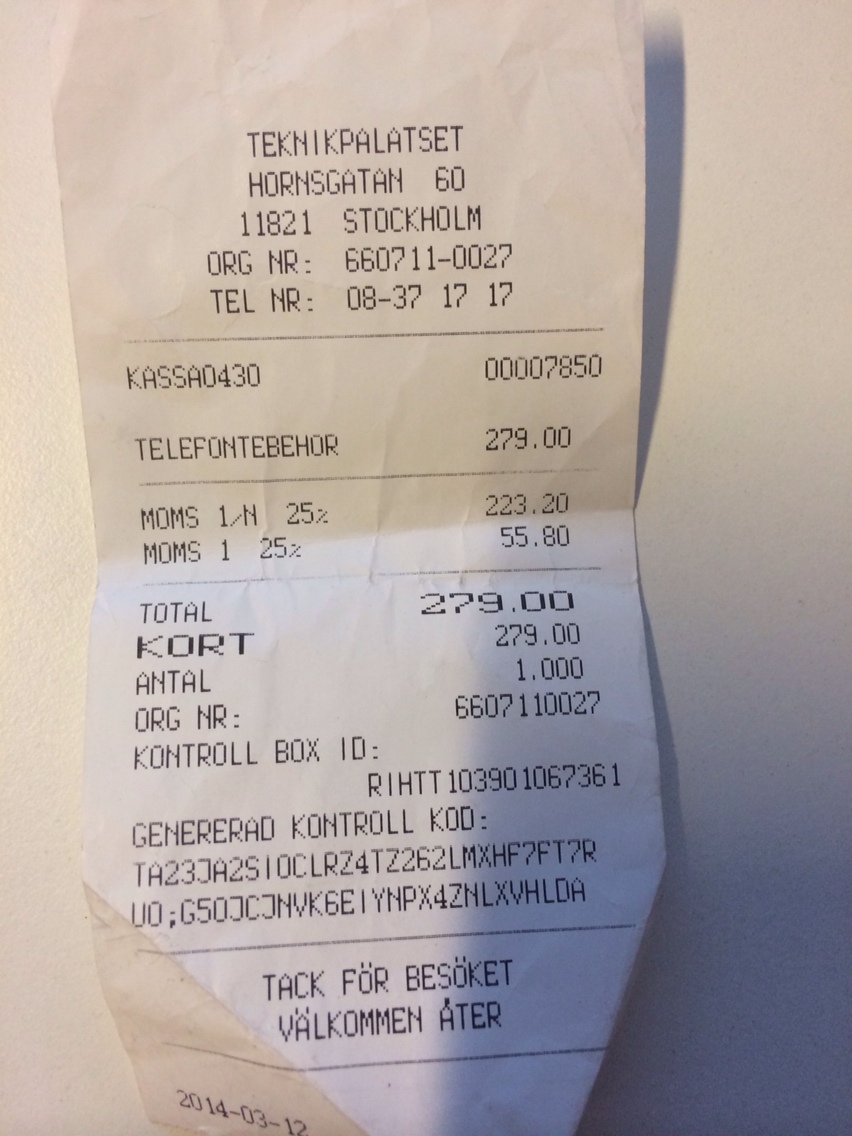 TEKNIKPALATSET
HORNSGATAN 60
11821 STOCKHOLM
ORG NR: 660711-0027
TEL NR: 08-37 17 17
KASSA0430 00007850
TELEFONTEBEHOR 279.00
MOMS 1/N 25% 223.20
MOMS 1 25% 55.80
TOTAL 279.00
KORT 279.00
ANTAL 1.000
ORG NR: 6607110027
KONTROLL BOX ID:
RIHTT103901067361
GENERERAD KONTROLL KOD:
TA23JA2SIOCLRZ4TZ262LMXHF7FT7R
UO;G5OJCJNVK6EIYNPX4ZNLXVHLDA
TACK FÖR BESÖKET
VÄLKOMMEN ÅTER
2014-03-12